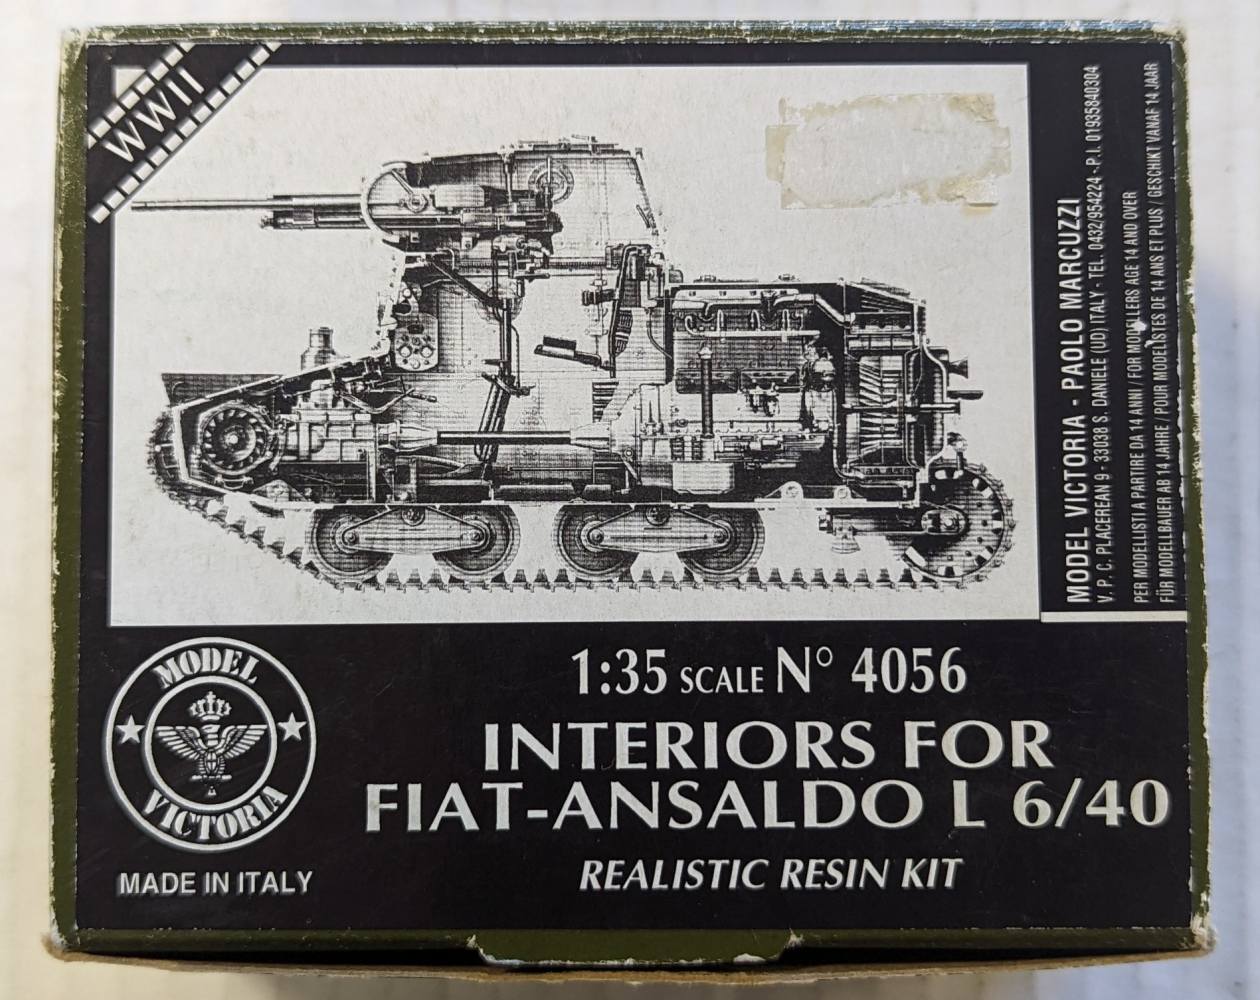 WWII
MODEL VICTORIA - PAOLO MARCUZZI
V. P. C. PLACEREAN 9 - 33038 S. DANIELE (UD) ITALY - TEL. 0432/954224 - P.I. 01935840304
PER MODELLISTI A PARTIRE DA 14 ANNI / FOR MODELLERS AGE 14 AND OVER
FÜR MODELLBAUER AB 14 JAHRE / POUR MODELISTES DE 14 ANS ET PLUS / GESCHIKT VANAF 14 JAAR
MODEL
VICTORIA
MADE IN ITALY
1:35 SCALE N° 4056
INTERIORS FOR
FIAT-ANSALDO L 6/40
REALISTIC RESIN KIT